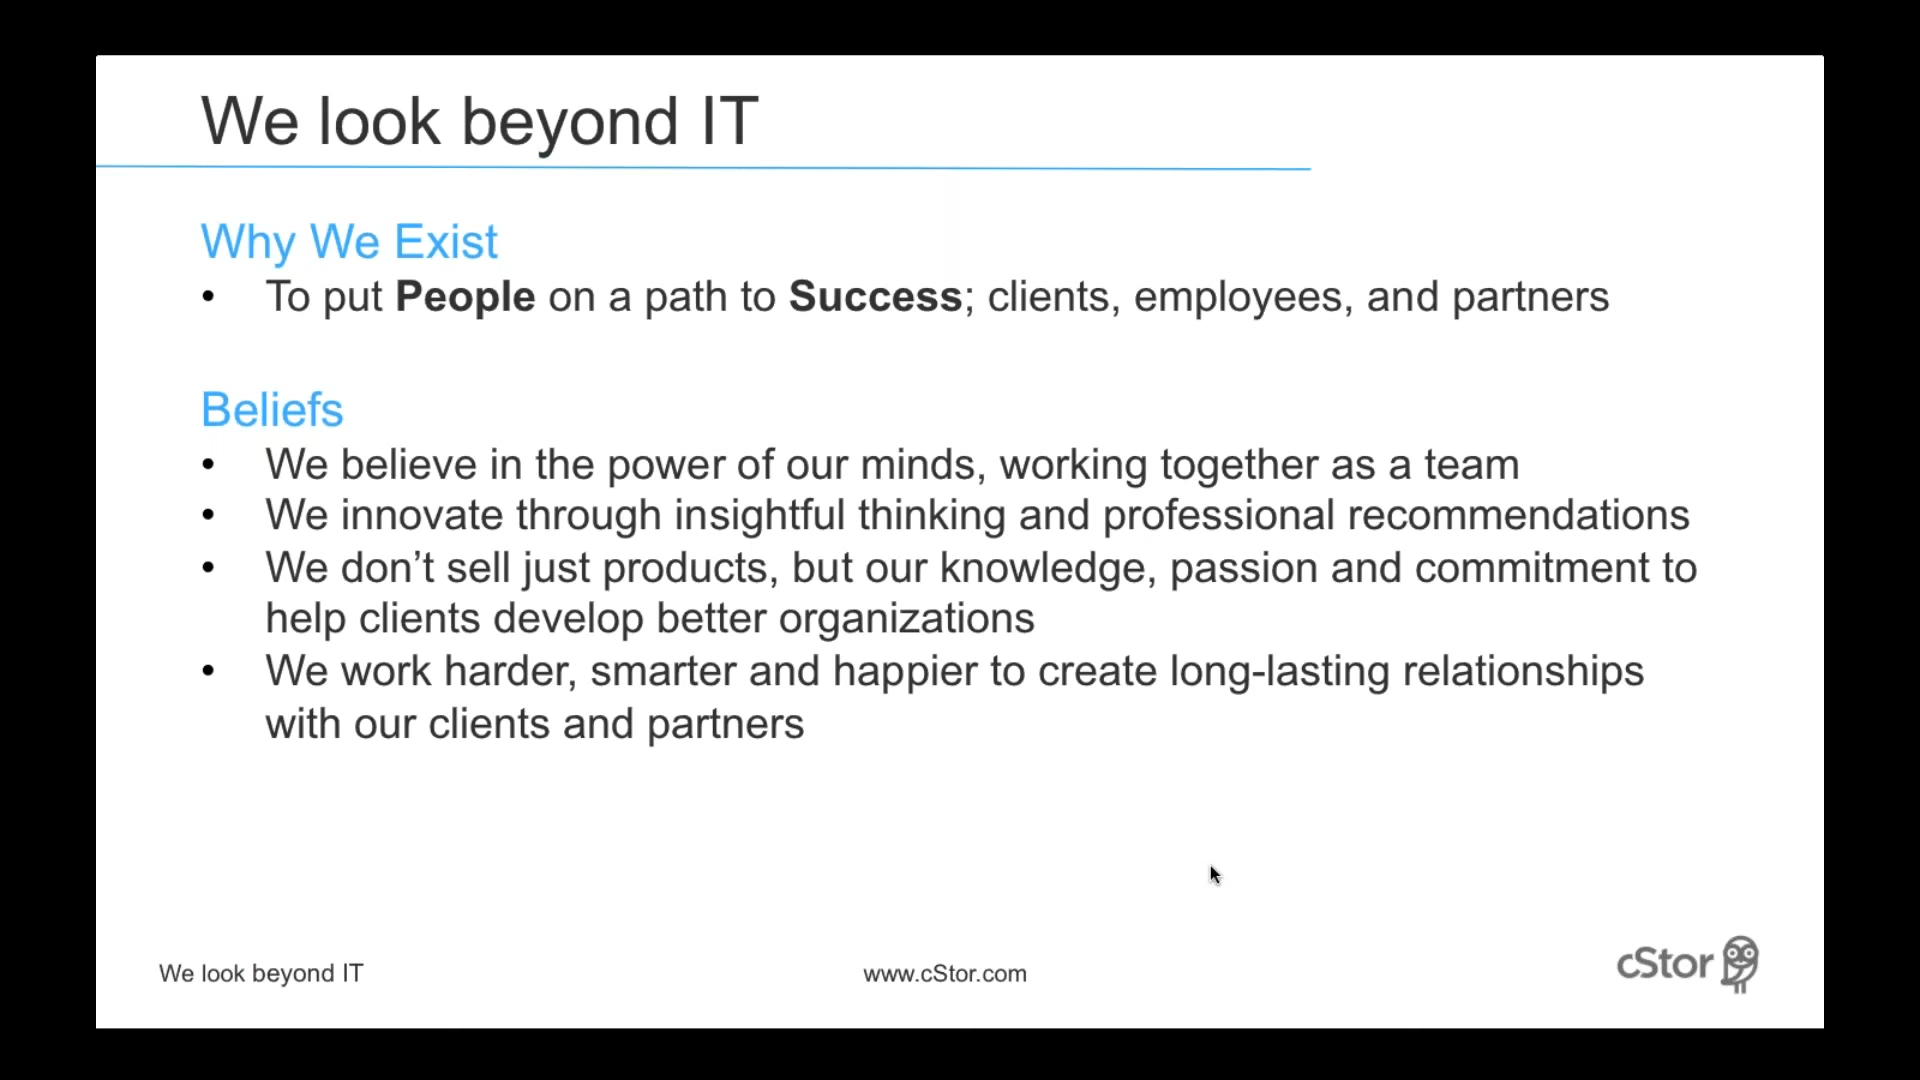 We look beyond IT
Why We Exist
• To put People on a path to Success; clients, employees, and partners
Beliefs
• We believe in the power of our minds, working together as a team
• We innovate through insightful thinking and professional recommendations
• We don’t sell just products, but our knowledge, passion and commitment to
help clients develop better organizations
• We work harder, smarter and happier to create long-lasting relationships
with our clients and partners
We look beyond IT
www.cStor.com
cStor